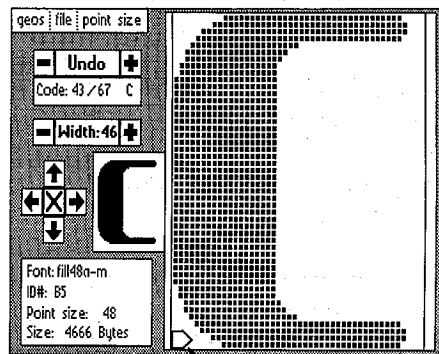 geos file point size
Undo
Code: 43/67 C
Width: 46
Font: fill48a-m
ID#: B5
Point size: 48
Size: 4666 Bytes